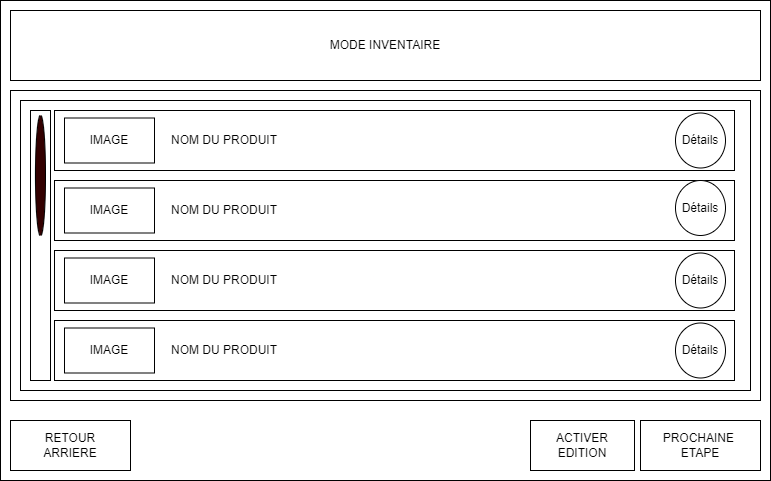 MODE INVENTAIRE
IMAGE NOM DU PRODUIT Détails
IMAGE NOM DU PRODUIT Détails
IMAGE NOM DU PRODUIT Détails
IMAGE NOM DU PRODUIT Détails
RETOUR
ARRIERE
ACTIVER
EDITION
PROCHAINE
ETAPE